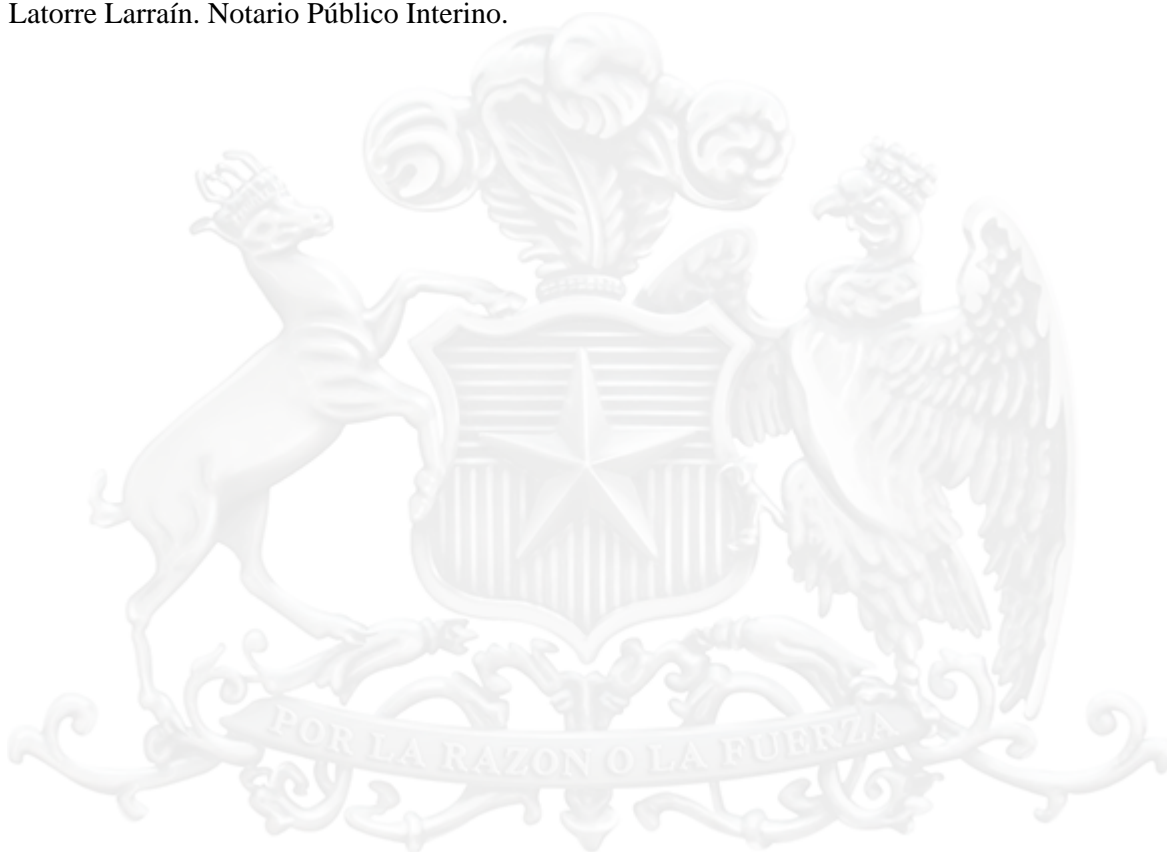 Latorre Larraín. Notario Público Interino.
POR LA RAZON O LA FUERZA